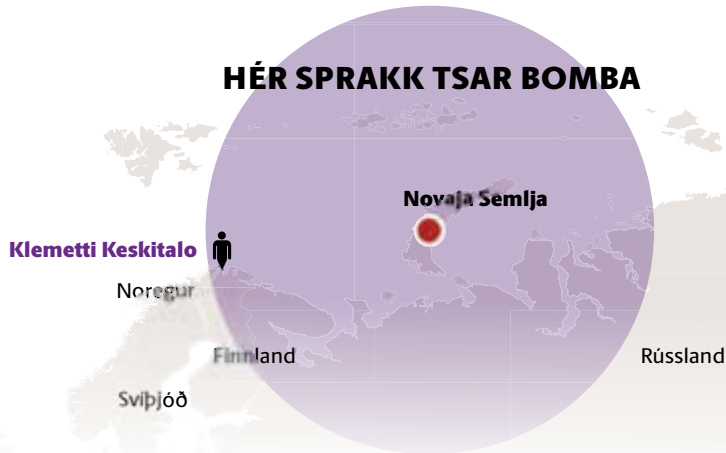 HÉR SPRAKK TSAR BOMBA
Novaja Semlja
Klemetti Keskitalo
Noregur
Finnland
Rússland
Svíþjóð